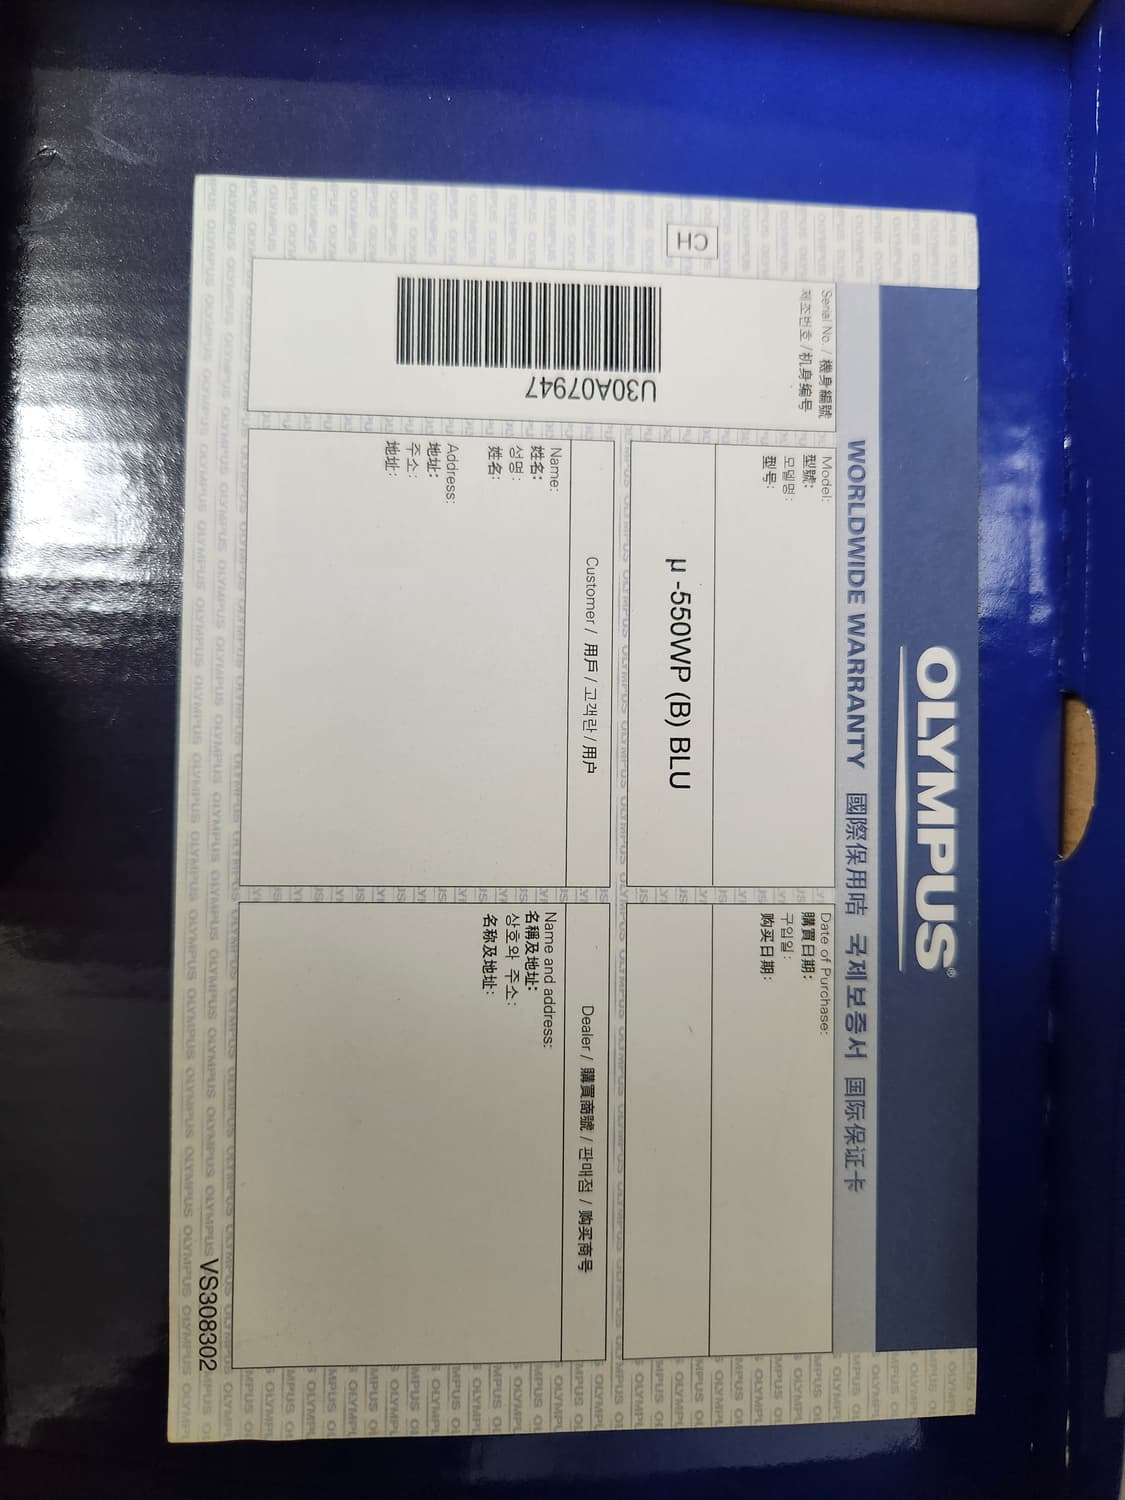 OLYMPUS®
WORLDWIDE WARRANTY 國際保用咭 국제보증서 国际保证卡
Serial No. / 機身編號
제조번호 / 机身编号
U30A07947
CH
Model:
型號:
모델명:
型号:
μ -550WP (B) BLU
Date of Purchase:
購買日期:
구입일:
购买日期:
Customer / 用戶 / 고객란 / 用户
Name:
姓名:
성명:
姓名:
Address:
地址:
주소:
地址:
Dealer / 購買商號 / 판매점 / 购买商号
Name and address:
名稱及地址:
상호와 주소:
名称及地址:
VS308302